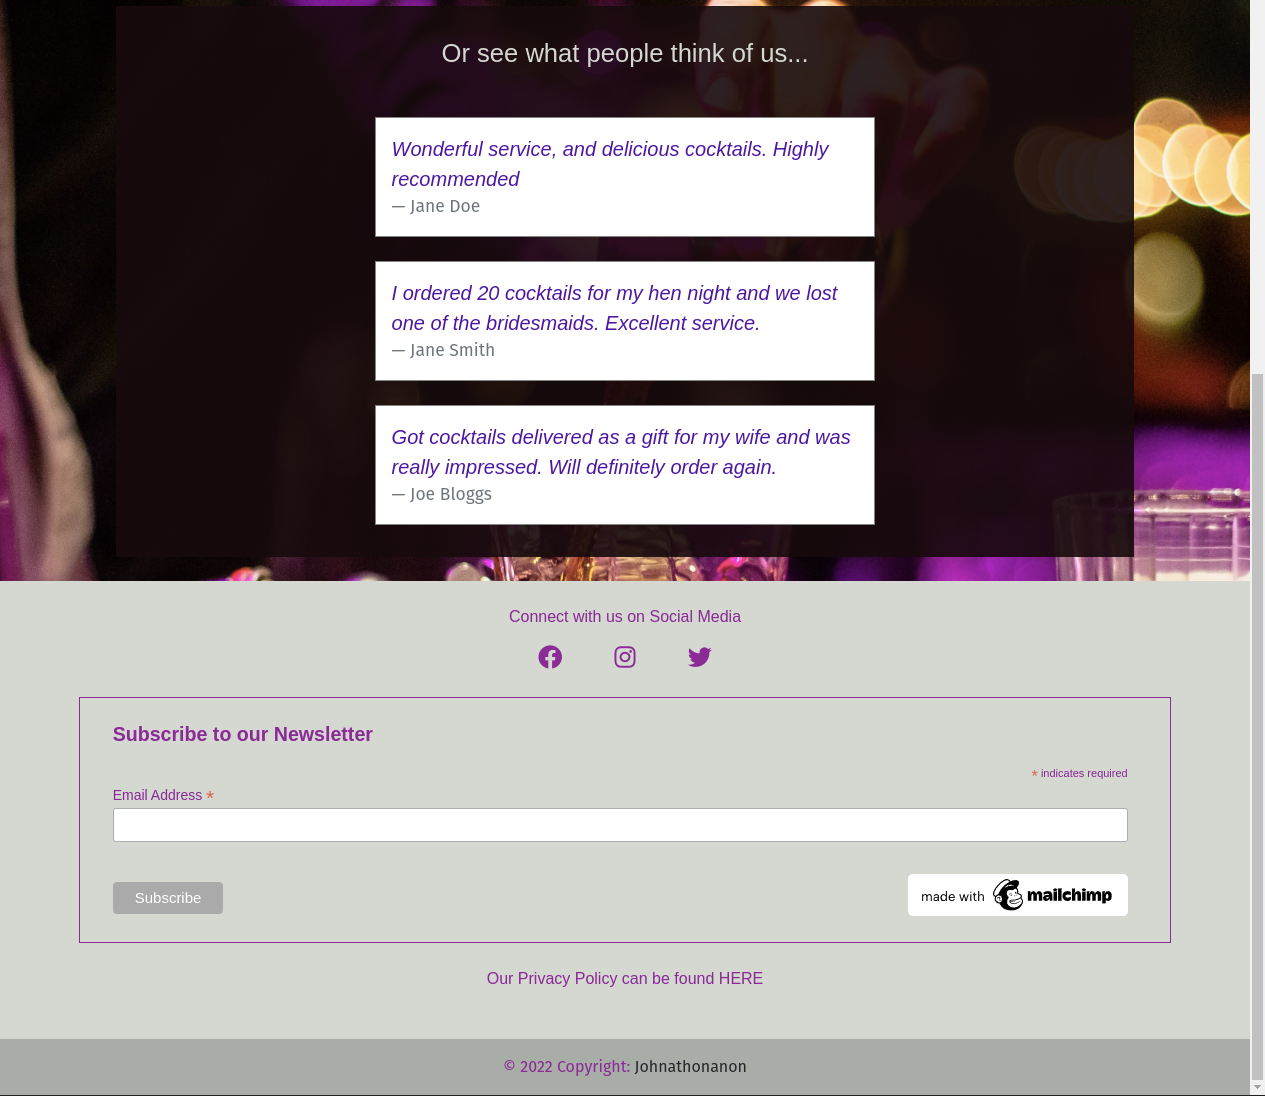 Or see what people think of us...
Wonderful service, and delicious cocktails. Highly
recommended
— Jane Doe
I ordered 20 cocktails for my hen night and we lost
one of the bridesmaids. Excellent service.
— Jane Smith
Got cocktails delivered as a gift for my wife and was
really impressed. Will definitely order again.
— Joe Bloggs
Connect with us on Social Media
Subscribe to our Newsletter
* indicates required
Email Address *
Subscribe
made with mailchimp
Our Privacy Policy can be found HERE
© 2022 Copyright: Johnathonanon